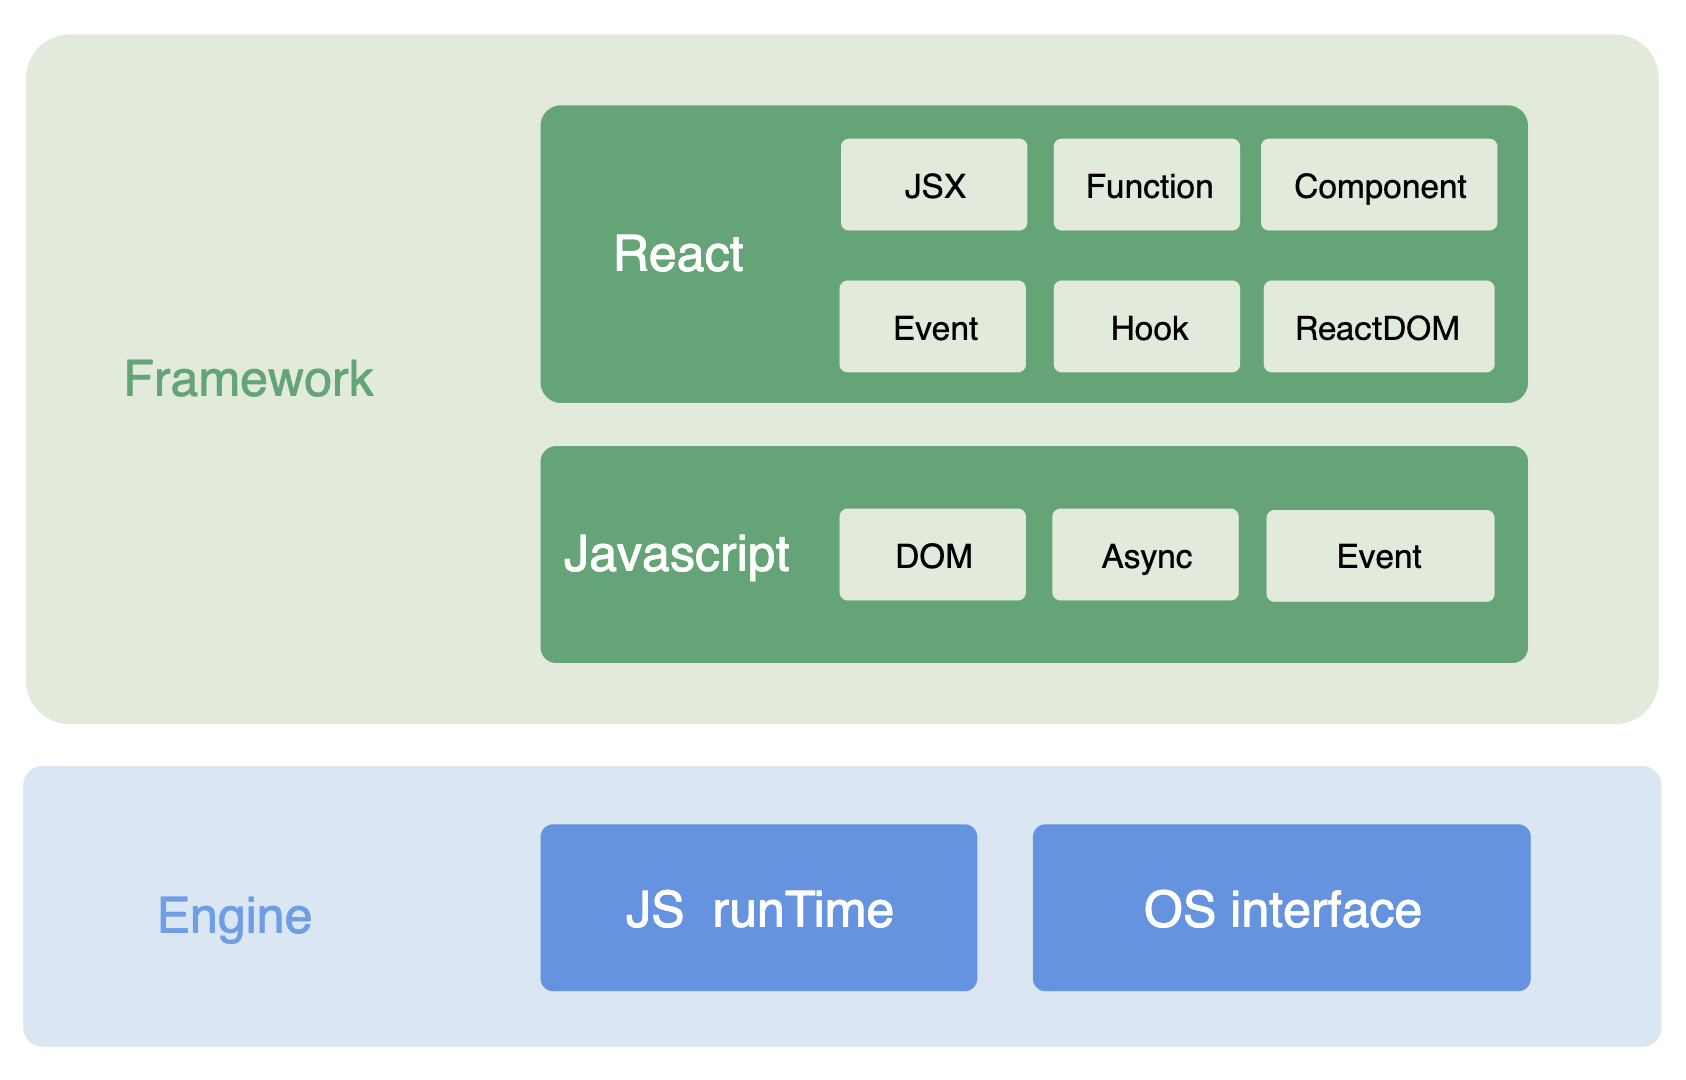 Framework
React
JSX
Function
Component
Event
Hook
ReactDOM
Javascript
DOM
Async
Event
Engine
JS runTime
OS interface